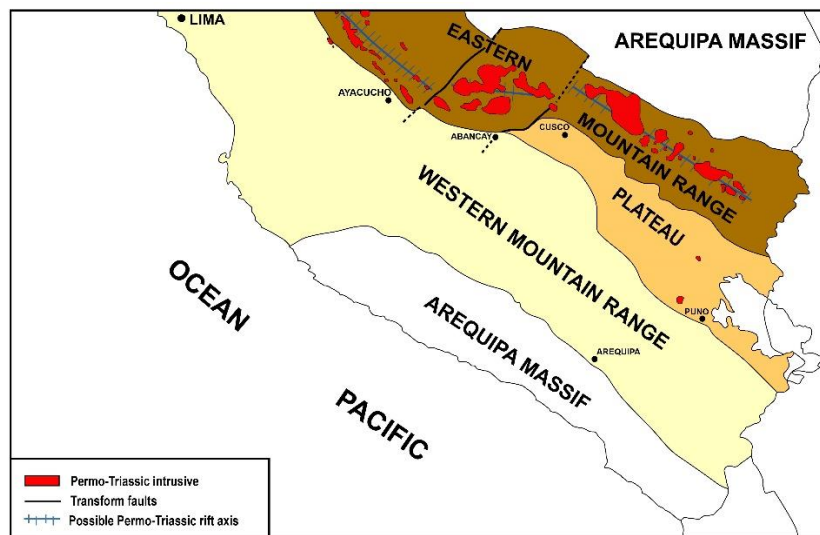 LIMA
EASTERN
AREQUIPA MASSIF
AYACUCHO
ABANCAY
CUSCO
MOUNTAIN RANGE
PLATEAU
WESTERN MOUNTAIN RANGE
OCEAN
AREQUIPA MASSIF
PUNO
AREQUIPA
PACIFIC
Permo-Triassic intrusive
Transform faults
Possible Permo-Triassic rift axis